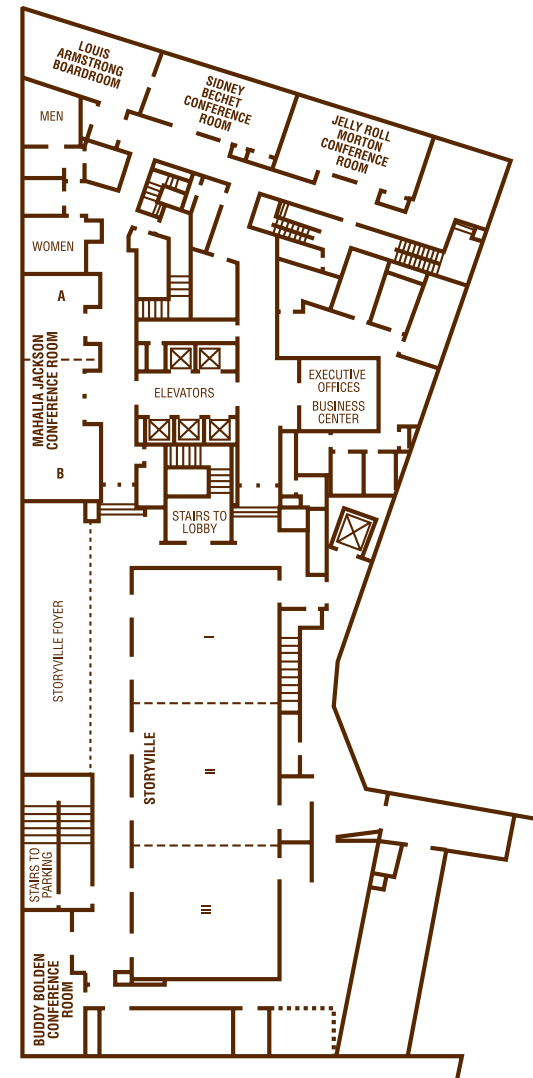 LOUIS
ARMSTRONG
BOARDROOM
SIDNEY
BECHET
CONFERENCE
ROOM
JELLY ROLL
MORTON
CONFERENCE
ROOM
MEN
WOMEN
A
MAHALIA JACKSON
CONFERENCE ROOM
B
ELEVATORS
EXECUTIVE
OFFICES
BUSINESS
CENTER
STAIRS TO
LOBBY
STORYVILLE FOYER
I
STORYVILLE
II
III
STAIRS TO
PARKING
BUDDY BOLDEN
CONFERENCE
ROOM